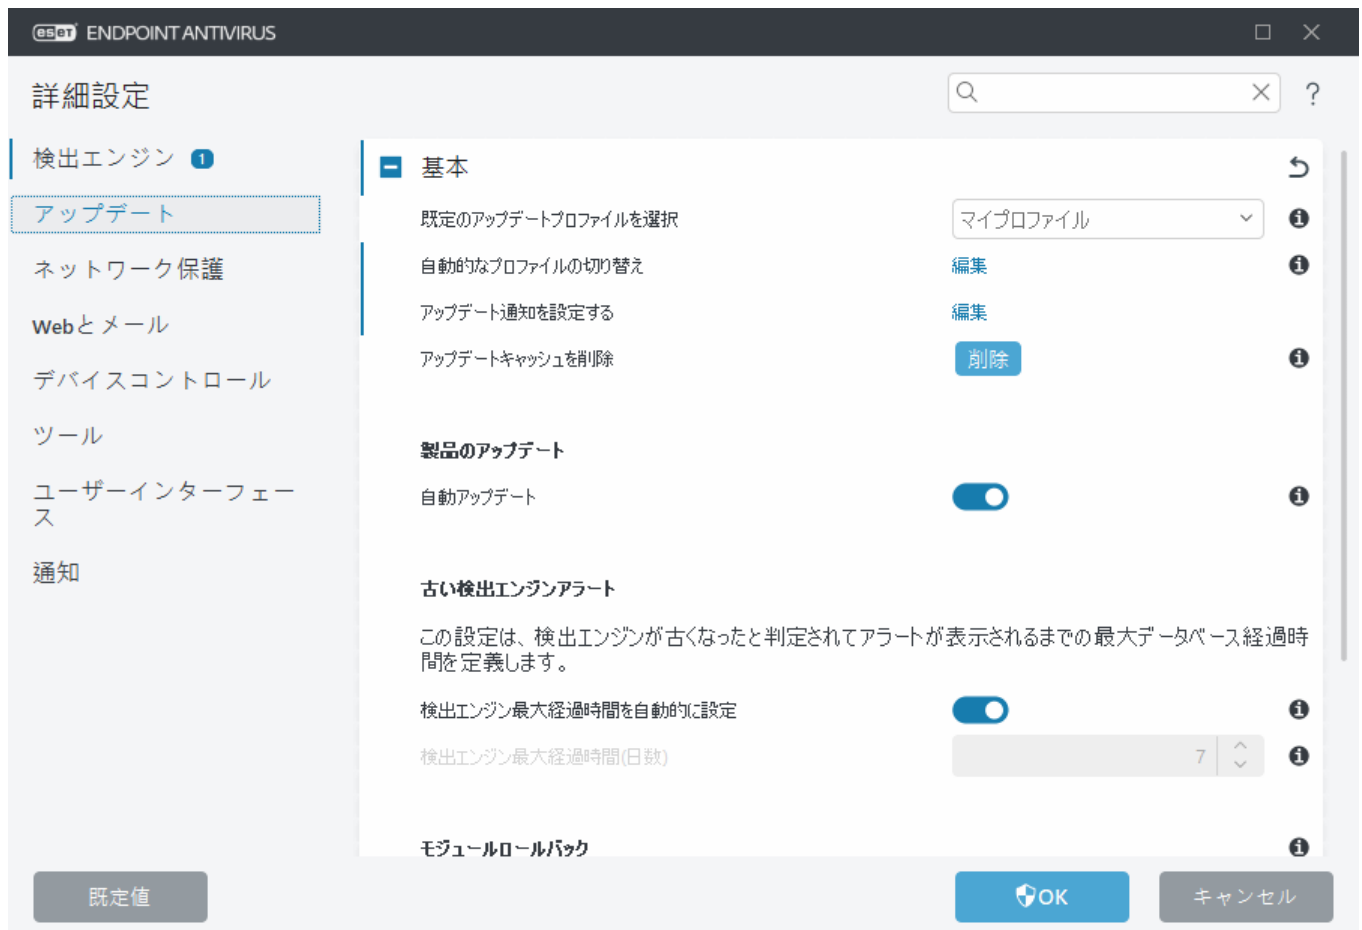 eset ENDPOINT ANTIVIRUS
詳細設定
?
検出エンジン 1
アップデート
ネットワーク保護
Webとメール
デバイスコントロール
ツール
ユーザーインターフェー
ス
通知
基本
既定のアップデートプロファイルを選択
マイプロファイル
自動的なプロファイルの切り替え
編集
アップデート通知を設定する
編集
アップデートキャッシュを削除
削除
製品のアップデート
自動アップデート
古い検出エンジンアラート
この設定は、検出エンジンが古くなったと判定されてアラートが表示されるまでの最大データベース経過時
間を定義します。
検出エンジン最大経過時間を自動的に設定
検出エンジン最大経過時間(日数)
7
モジュールロールバック
既定値
OK
キャンセル